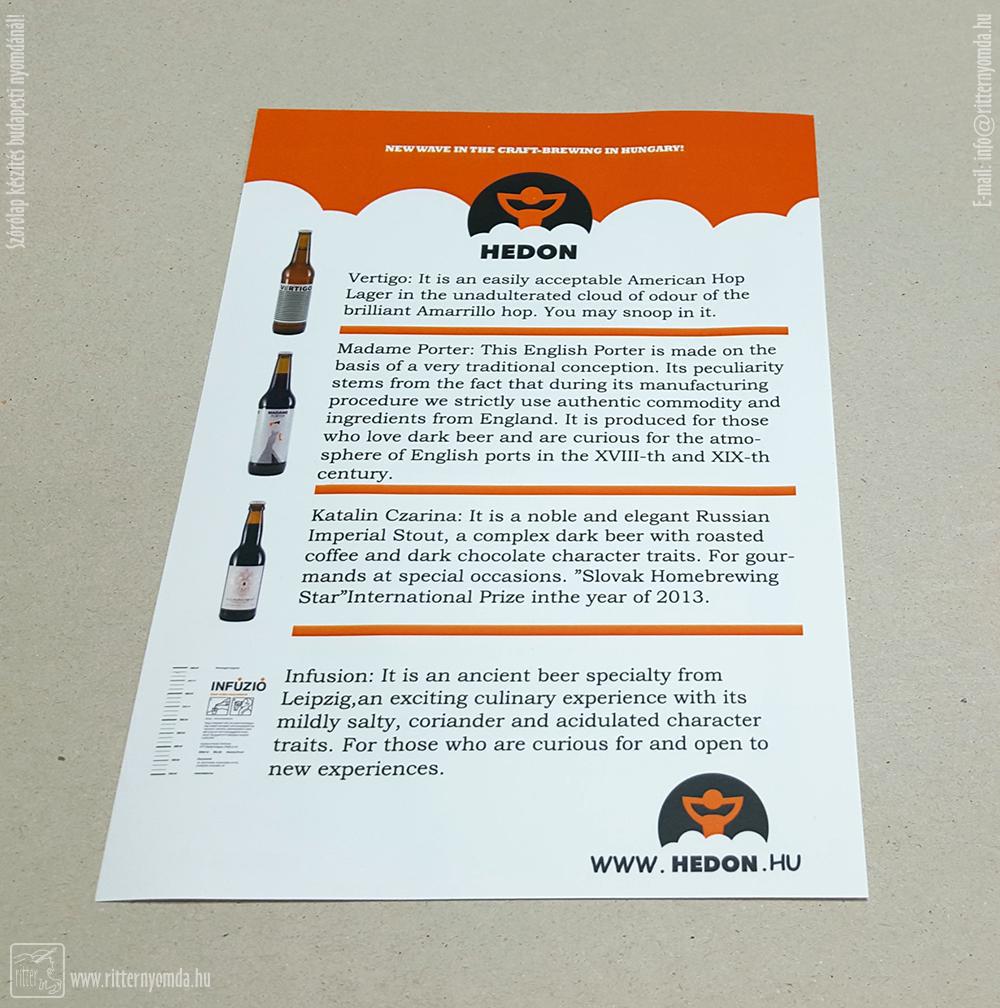 Szórólap készítés budapesti nyomdánál!
E-mail: info@ritternyomda.hu
NEW WAVE IN THE CRAFT-BREWING IN HUNGARY!
HEDON
VERTIGO
Vertigo: It is an easily acceptable American Hop
Lager in the unadulterated cloud of odour of the
brilliant Amarrillo hop. You may snoop in it.
MADAME
Madame Porter: This English Porter is made on the
basis of a very traditional conception. Its peculiarity
stems from the fact that during its manufacturing
procedure we strictly use authentic commodity and
ingredients from England. It is produced for those
who love dark beer and are curious for the atmo-
sphere of English ports in the XVIII-th and XIX-th
century.
Katalin Czarina: It is a noble and elegant Russian
Imperial Stout, a complex dark beer with roasted
coffee and dark chocolate character traits. For gour-
mands at special occasions. ”Slovak Homebrewing
Star”International Prize inthe year of 2013.
INFÚZIÓ
Infusion: It is an ancient beer specialty from
Leipzig,an exciting culinary experience with its
mildly salty, coriander and acidulated character
traits. For those who are curious for and open to
new experiences.
WWW.HEDON.HU
ritter
www.ritternyomda.hu